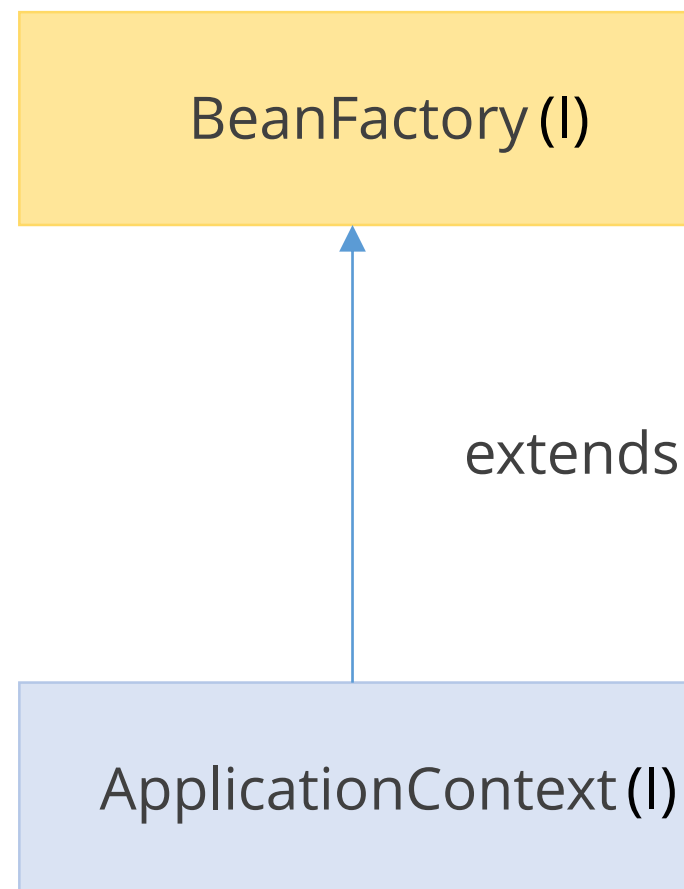 BeanFactory (I)
extends
ApplicationContext (I)